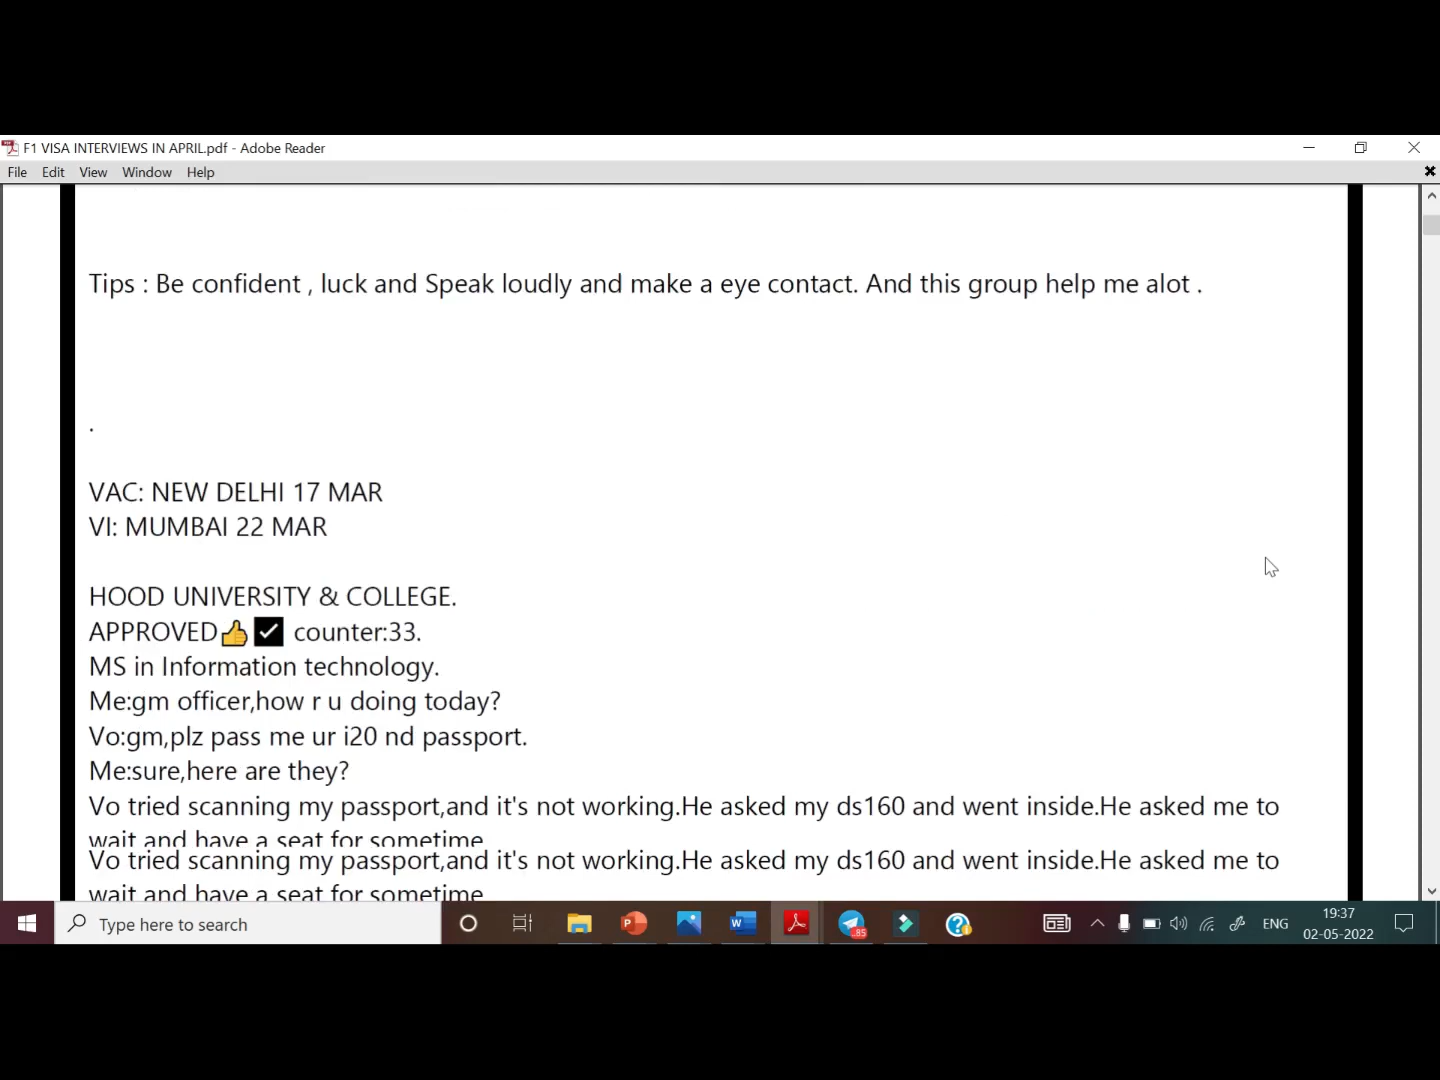 F1 VISA INTERVIEWS IN APRIL.pdf - Adobe Reader
File Edit View Window Help
Tips : Be confident , luck and Speak loudly and make a eye contact. And this group help me alot .
.
VAC: NEW DELHI 17 MAR
VI: MUMBAI 22 MAR
HOOD UNIVERSITY & COLLEGE.
APPROVED👍✅ counter:33.
MS in Information technology.
Me:gm officer,how r u doing today?
Vo:gm,plz pass me ur i20 nd passport.
Me:sure,here are they?
Vo tried scanning my passport,and it's not working.He asked my ds160 and went inside.He asked me to
wait and have a seat for sometime
Vo tried scanning my passport,and it's not working.He asked my ds160 and went inside.He asked me to
wait and have a seat for sometime
Type here to search
85
ENG
19:37
02-05-2022